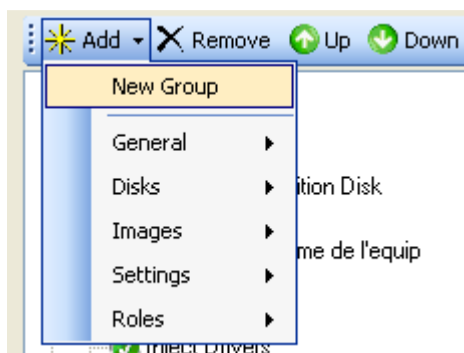 Add Remove Up Down
New Group
General
Disks
ition Disk
Images
me de l'equip
Settings
Roles
Inject Drivers